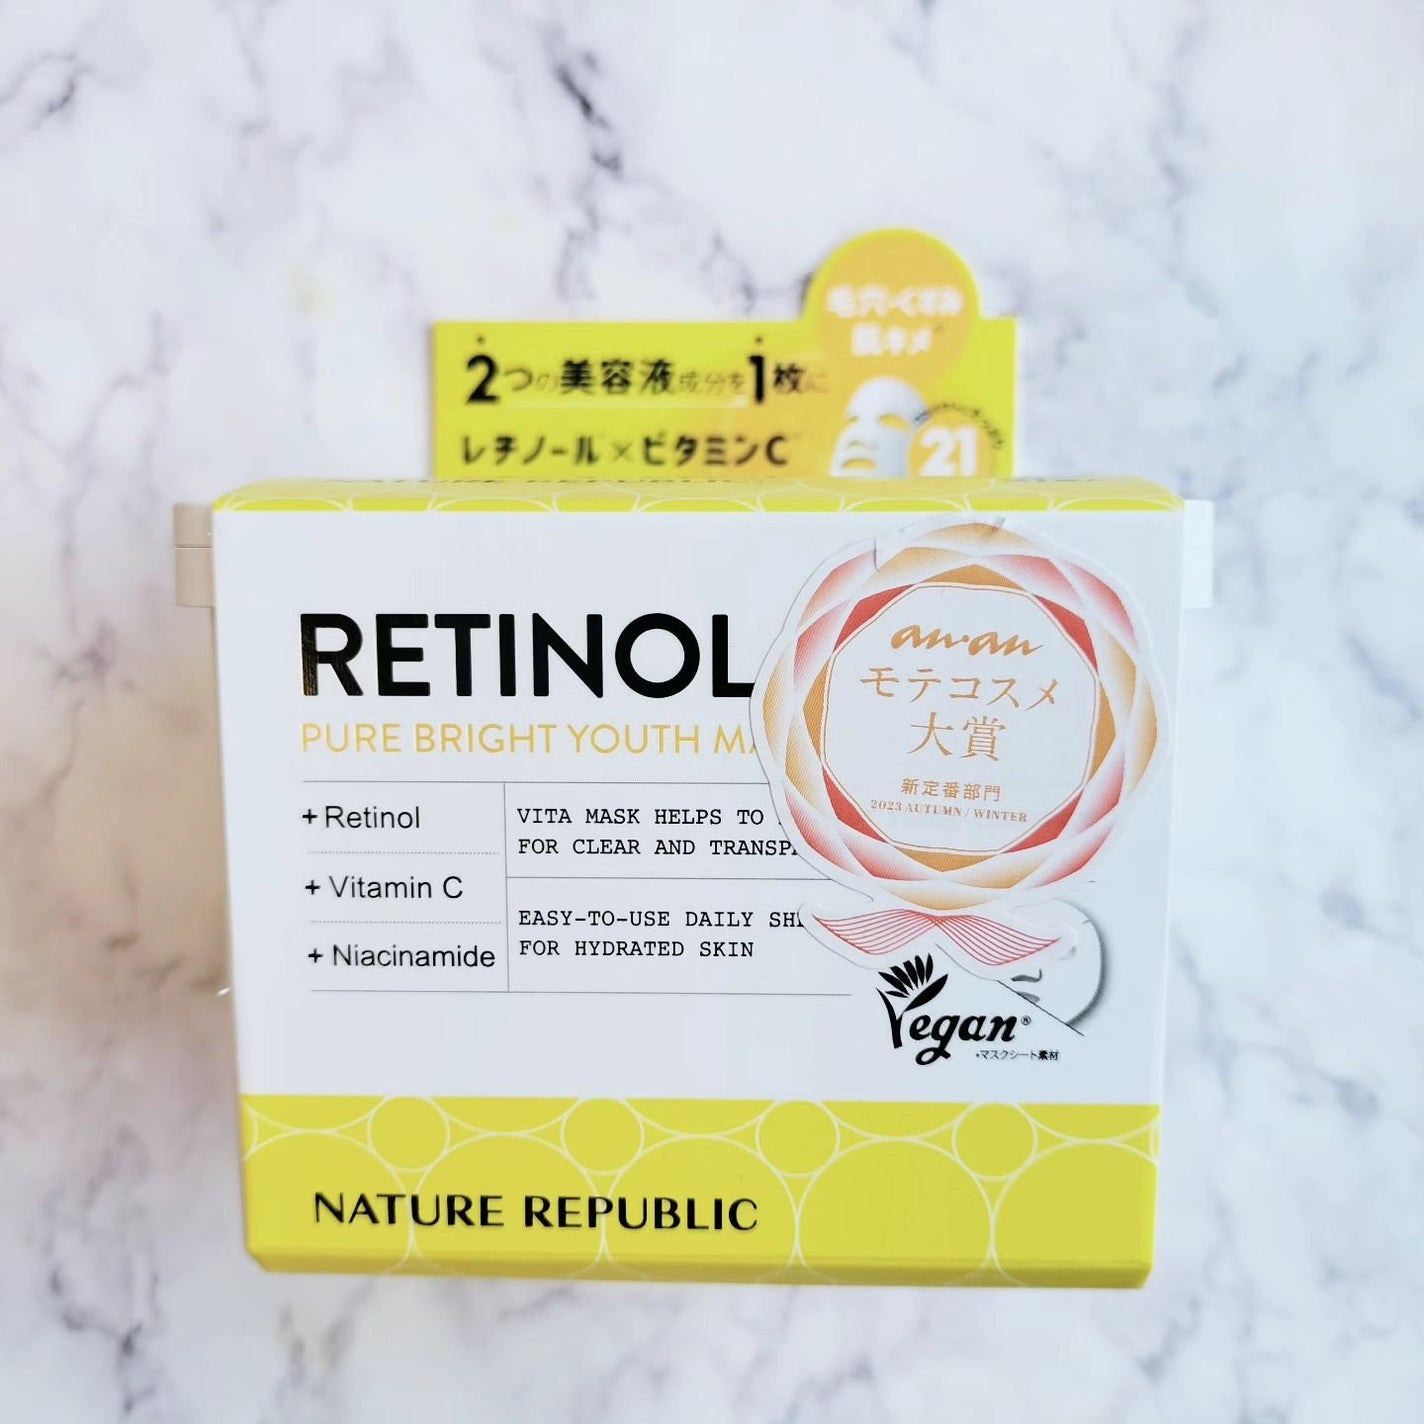 毛穴・くすみ
肌キメ
2つの美容液成分を1枚に
レチノール×ビタミンC
21
NATURE REPUBLIC
RETINOL
PURE BRIGHT YOUTH
an・an
モテコスメ
大賞
新定番部門
2023 AUTUMN / WINTER
+ Retinol
+ Vitamin C
+ Niacinamide
VITA MASK HELPS TO
FOR CLEAR AND
EASY-TO-USE DAILY
FOR HYDRATED SKIN
Vegan®
・マスクシート素材
NATURE REPUBLIC